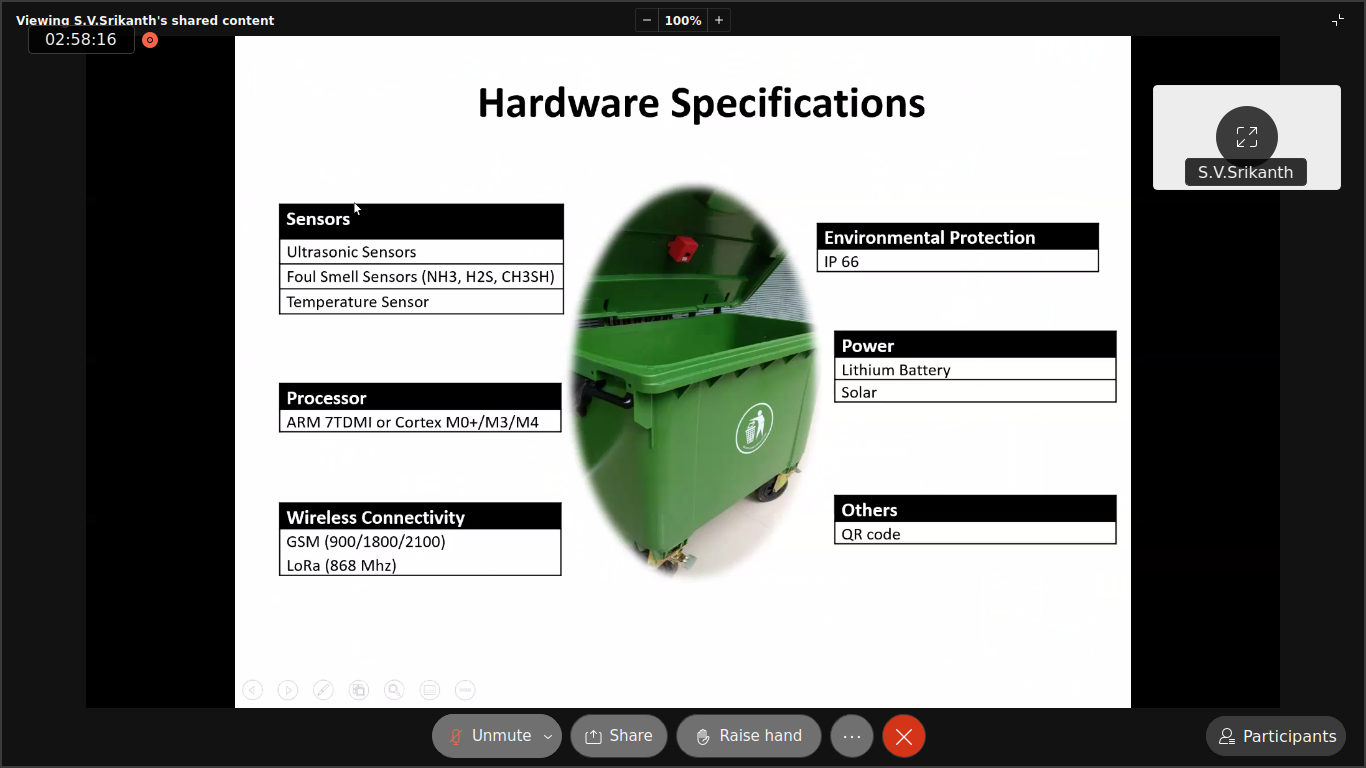 Viewing S.V.Srikanth's shared content
100%
02:58:16
S.V.Srikanth
Hardware Specifications
Sensors
Ultrasonic Sensors
Foul Smell Sensors (NH3, H2S, CH3SH)
Temperature Sensor
Processor
ARM 7TDMI or Cortex M0+/M3/M4
Wireless Connectivity
GSM (900/1800/2100)
LoRa (868 Mhz)
Environmental Protection
IP 66
Power
Lithium Battery
Solar
Others
QR code
Unmute
Share
Raise hand
Participants